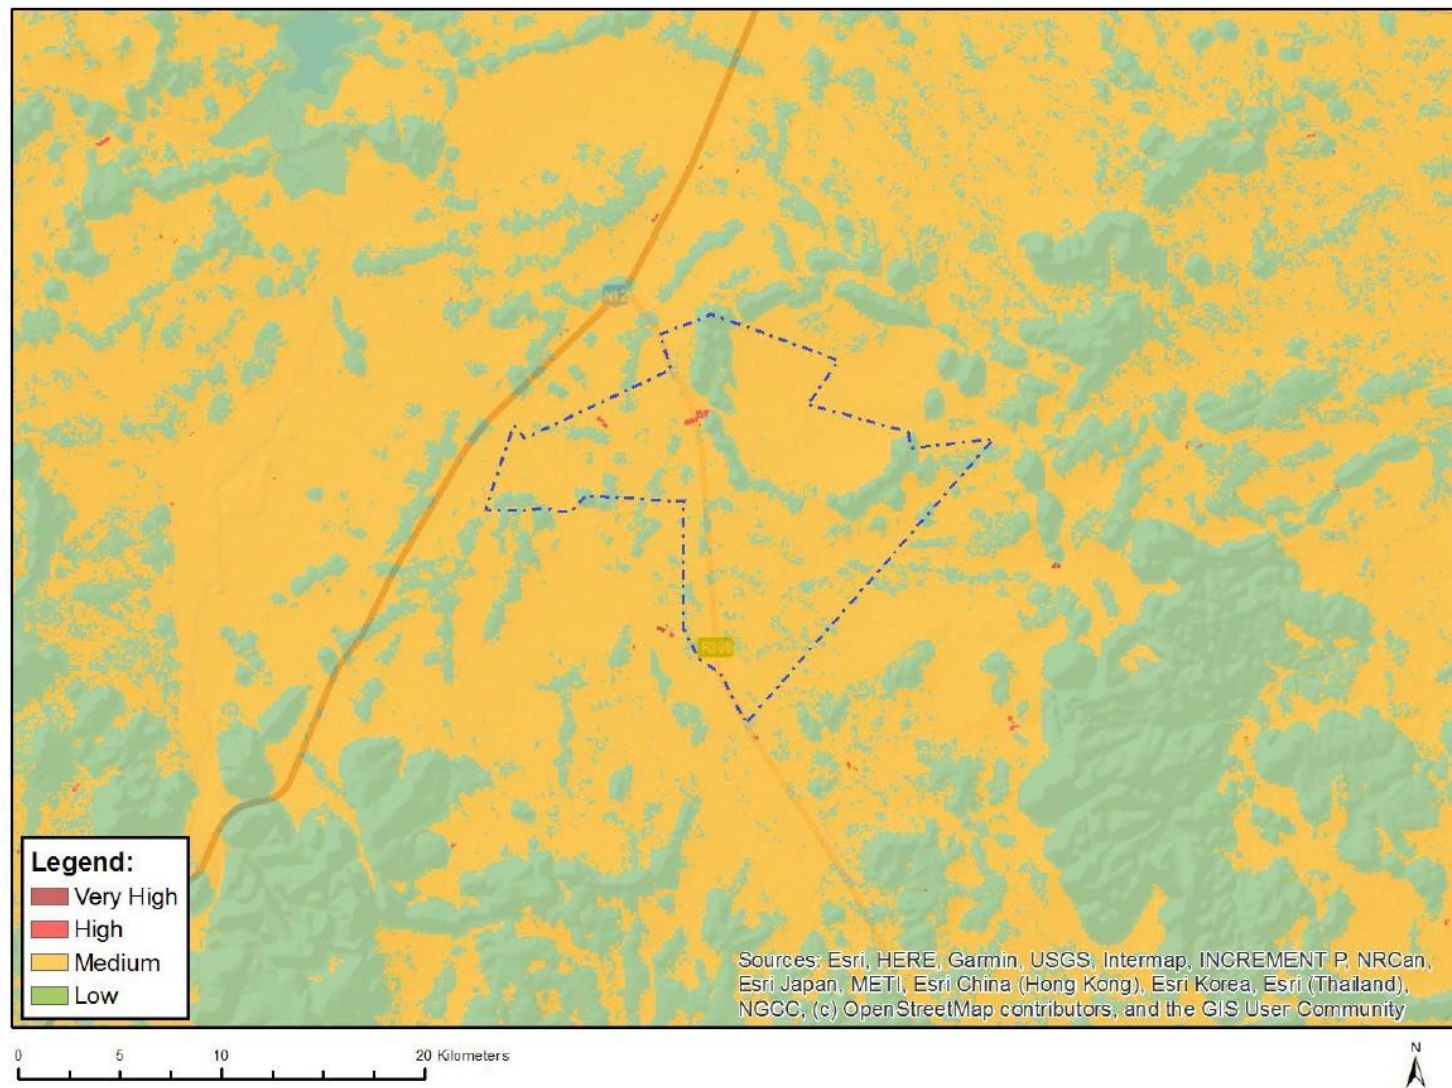 N12
R398
Legend:
Very High
High
Medium
Low
Sources: Esri, HERE, Garmin, USGS, Intermap, INCREMENT P, NRCan,
Esri Japan, METI, Esri China (Hong Kong), Esri Korea, Esri (Thailand),
NGCC, (c) OpenStreetMap contributors, and the GIS User Community
0 5 10 20 Kilometers
N